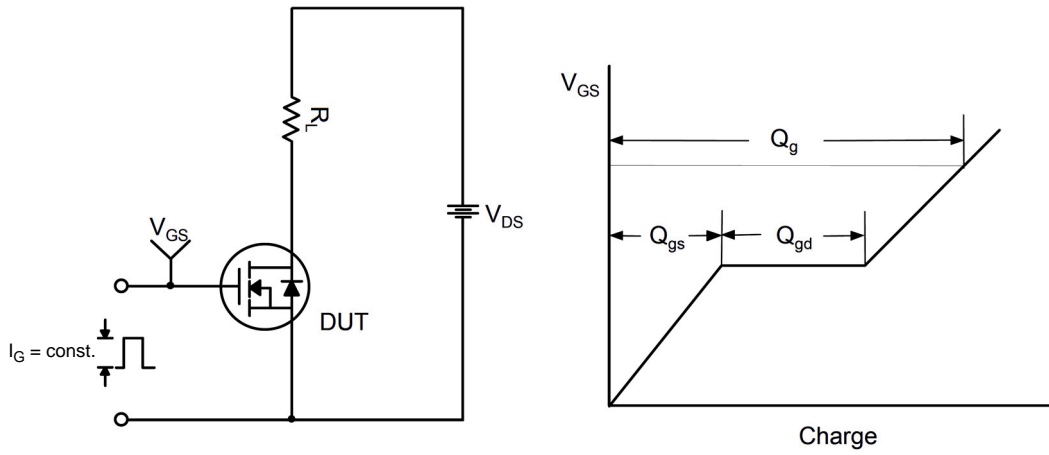 R_L
V_GS
V_DS
DUT
I_G = const.
V_GS
Q_g
Q_gs
Q_gd
Charge